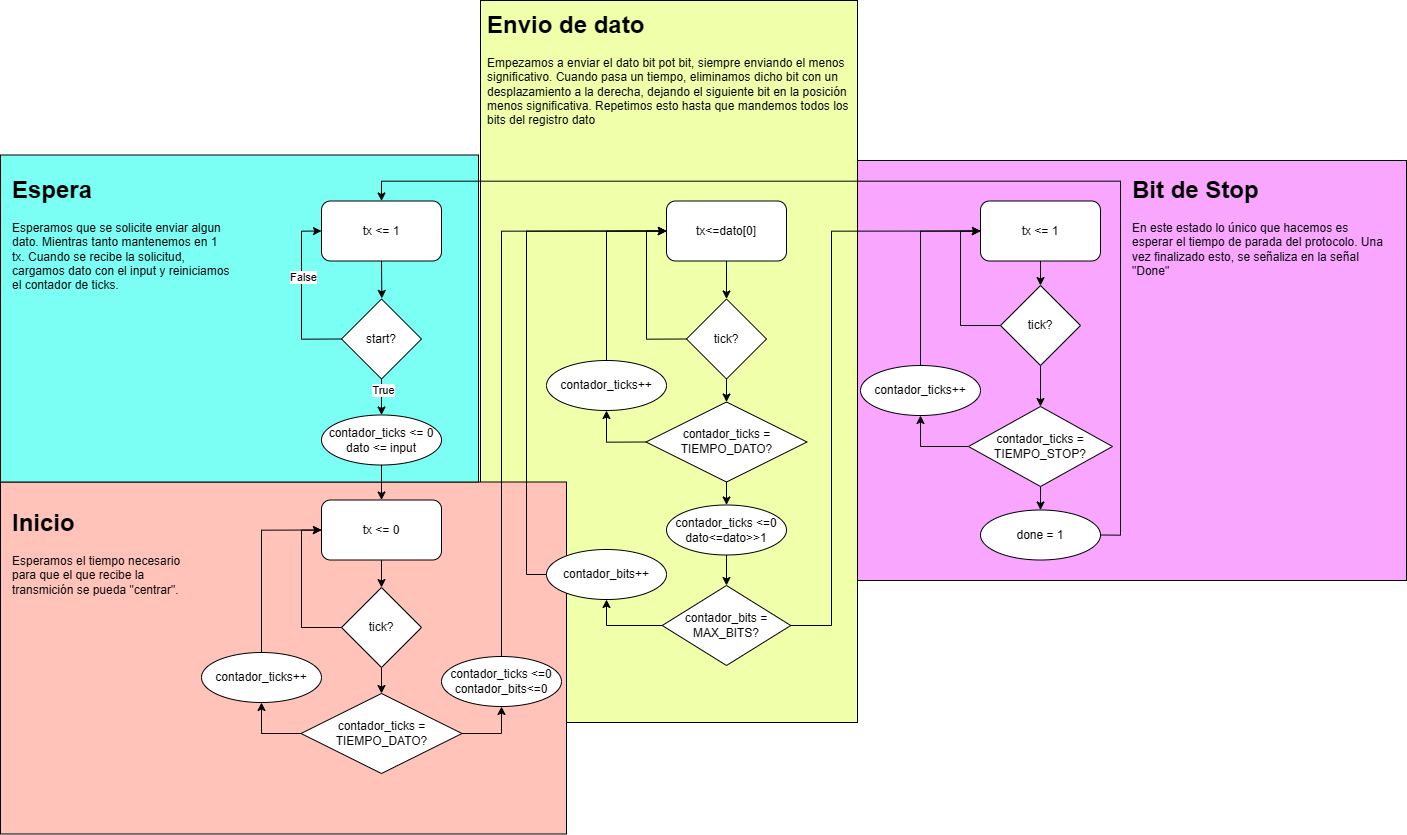 Envio de dato
Empezamos a enviar el dato bit pot bit, siempre enviando el menos
significativo. Cuando pasa un tiempo, eliminamos dicho bit con un
desplazamiento a la derecha, dejando el siguiente bit en la posición
menos significativa. Repetimos esto hasta que mandemos todos los
bits del registro dato
Espera
Esperamos que se solicite enviar algun
dato. Mientras tanto mantenemos en 1
tx. Cuando se recibe la solicitud,
cargamos dato con el input y reiniciamos
el contador de ticks.
tx <= 1
False
start?
True
contador_ticks <= 0
dato <= input
Inicio
Esperamos el tiempo necesario
para que el que recibe la
transmición se pueda "centrar".
tx <= 0
tick?
contador_ticks++
contador_ticks =
TIEMPO_DATO?
contador_ticks <=0
contador_bits<=0
tx<=dato[0]
tick?
contador_ticks++
contador_ticks =
TIEMPO_DATO?
contador_ticks <=0
dato<=dato>>1
contador_bits++
contador_bits =
MAX_BITS?
Bit de Stop
En este estado lo único que hacemos es
esperar el tiempo de parada del protocolo. Una
vez finalizado esto, se señaliza en la señal
"Done"
tx <= 1
tick?
contador_ticks++
contador_ticks =
TIEMPO_STOP?
done = 1